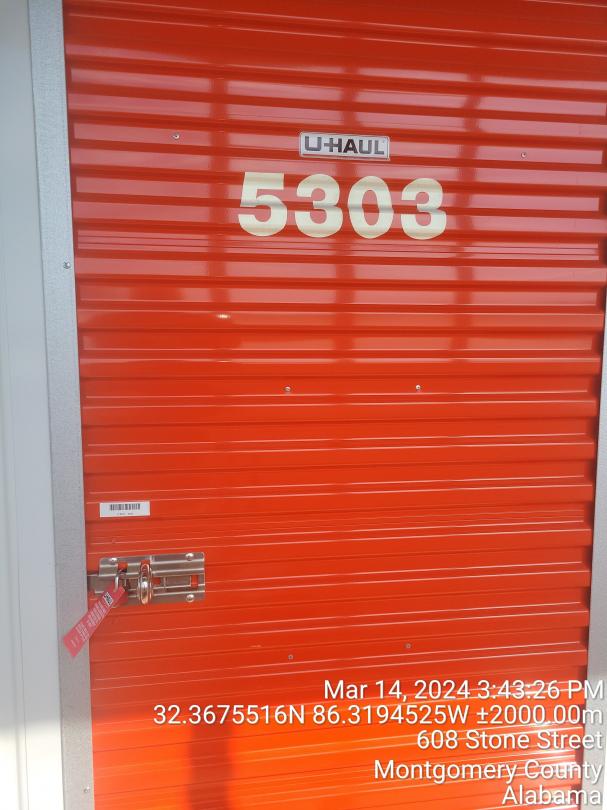 U-HAUL
5303
Mar 14, 2024 3:43:26 PM
32.3675516N 86.3194525W ±2000.00m
608 Stone Street
Montgomery County
Alabama